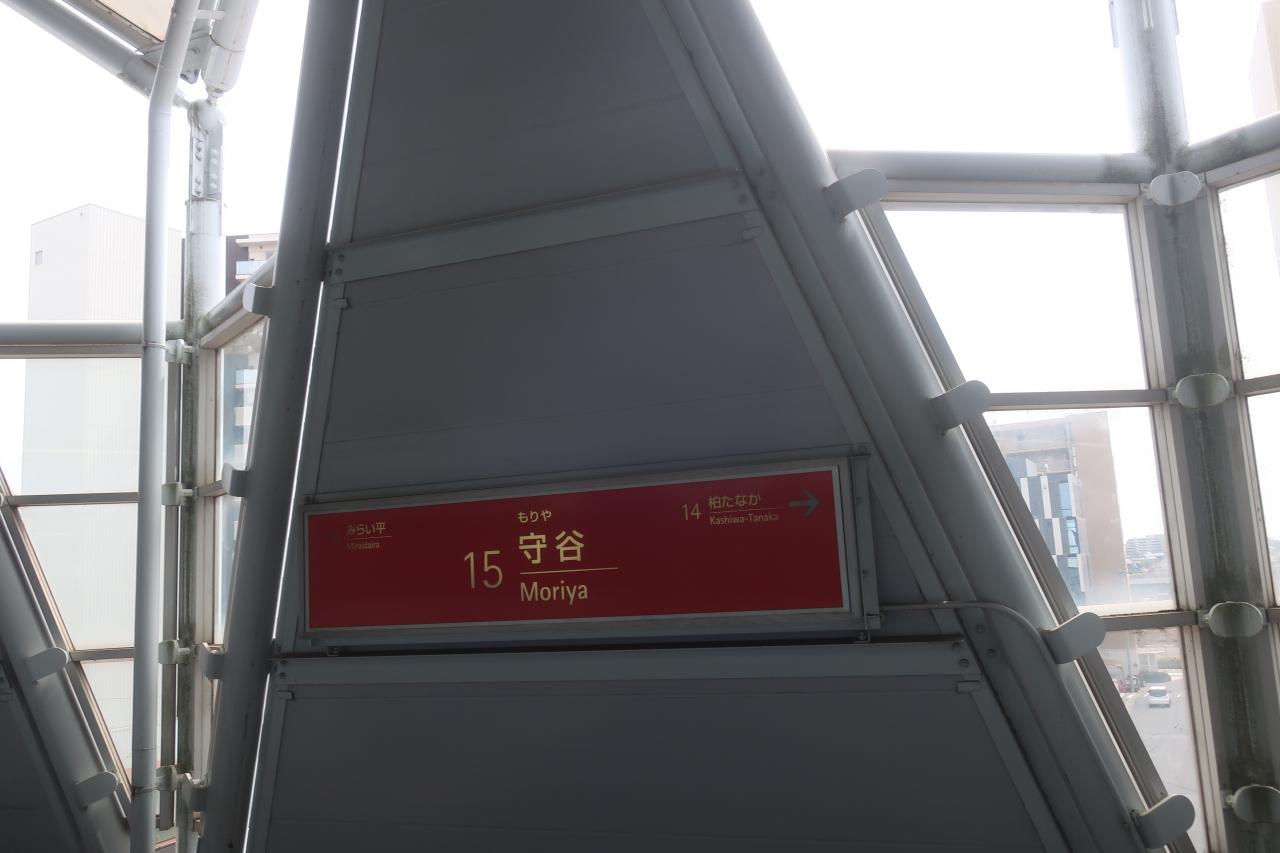 みらい平
Miraidaira
もりや
15 守谷
Moriya
14 柏たなか
Kashiwa-Tanaka